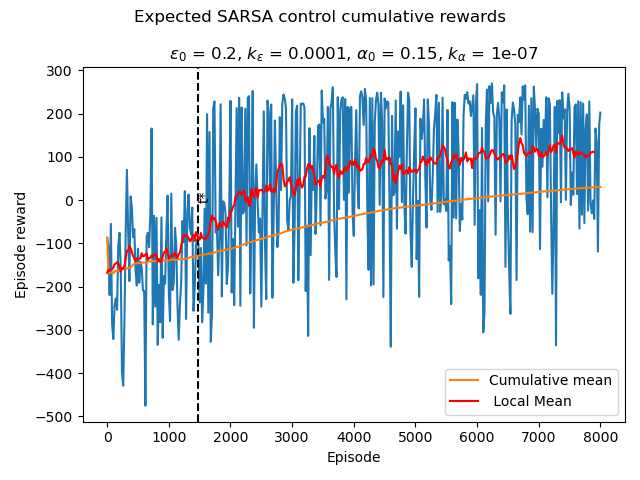 Expected SARSA control cumulative rewards
ε₀ = 0.2, kε = 0.0001, α₀ = 0.15, kα = 1e-07
300
200
100
0
−100
−200
−300
−400
−500
Episode reward
0 1000 2000 3000 4000 5000 6000 7000 8000
Episode
Cumulative mean
Local Mean